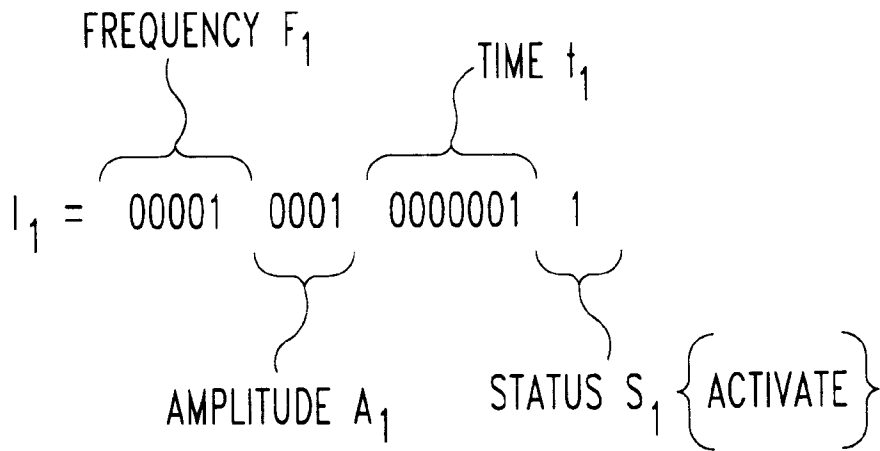 FREQUENCY F1
TIME t1
I1 = 00001 0001 0000001 1
AMPLITUDE A1
STATUS S1 {ACTIVATE}